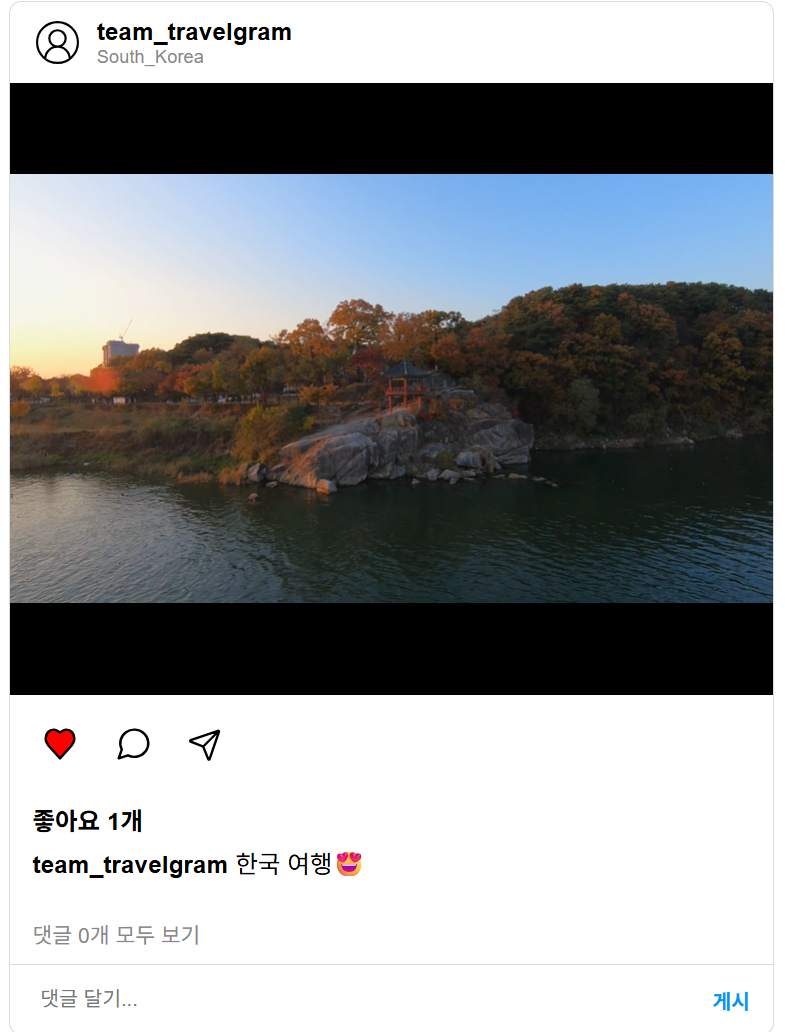 team_travelgram
South_Korea
좋아요 1개
team_travelgram 한국 여행😍
댓글 0개 모두 보기
댓글 달기...
게시